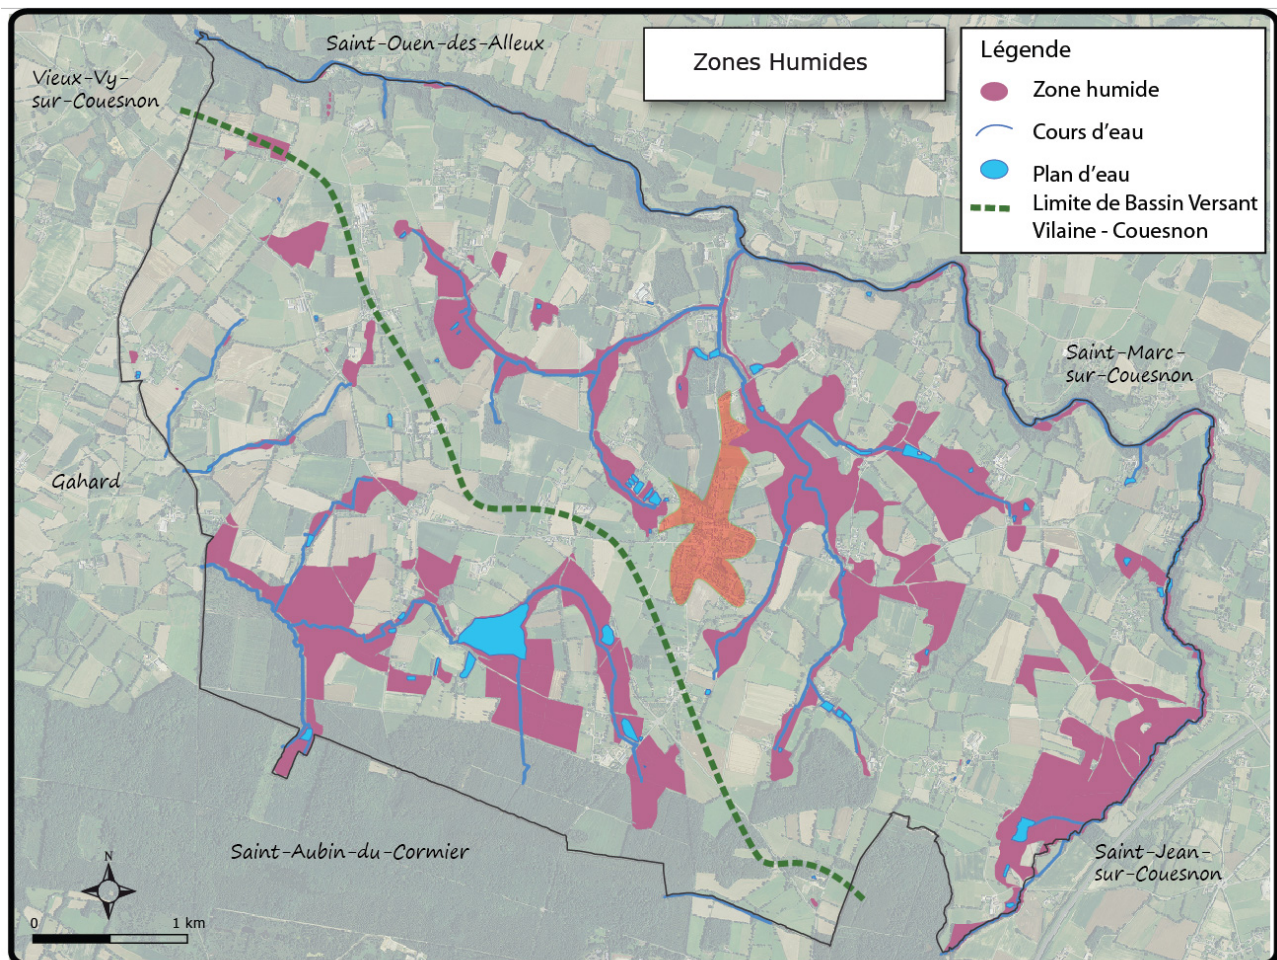 Zones Humides
Légende
Zone humide
Cours d'eau
Plan d'eau
Limite de Bassin Versant
Vilaine - Couesnon
Saint-Ouen-des-Alleux
Vieux-Vy-
sur-Couesnon
Saint-Marc-
sur-Couesnon
Gahard
Saint-Aubin-du-Cormier
Saint-Jean-
sur-Couesnon
N
0 1 km